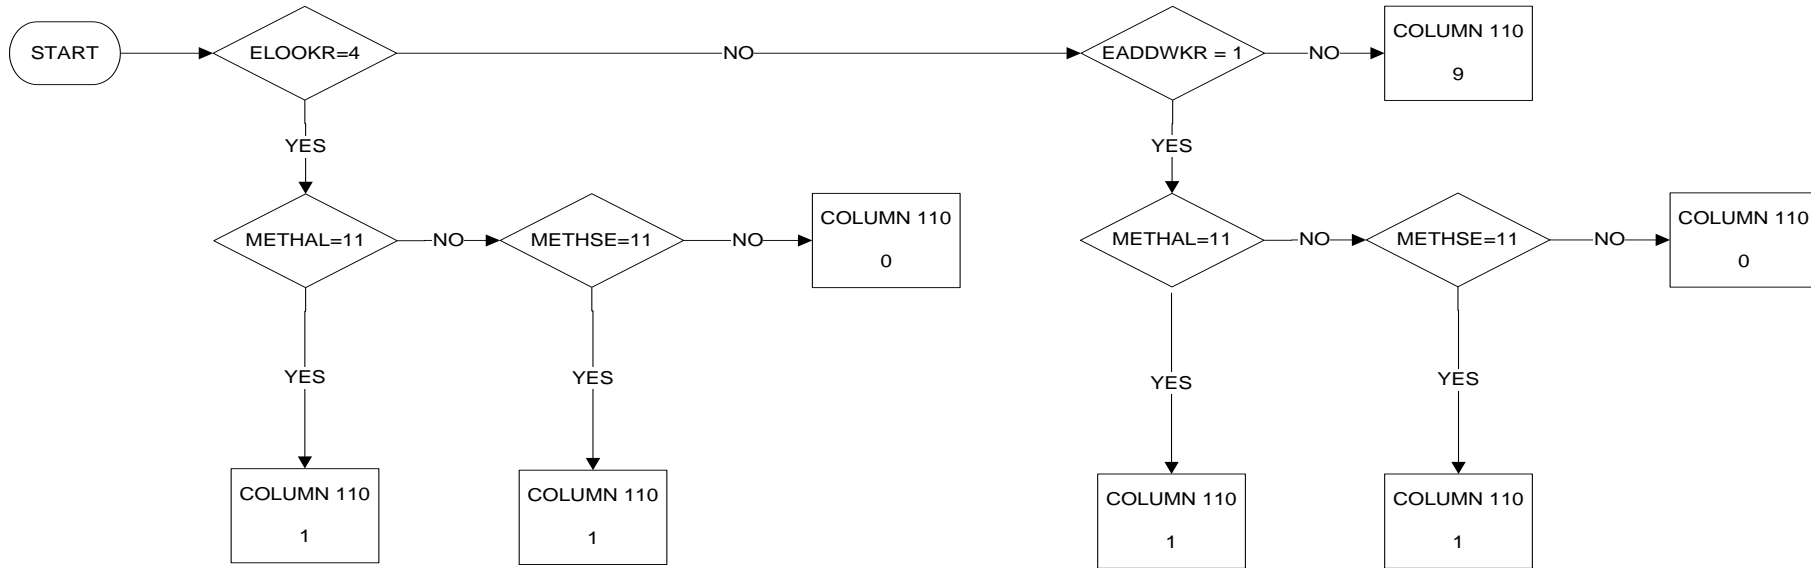 START
ELOOKR=4
NO
EADDWKR = 1
NO
COLUMN 110
9
YES
YES
METHAL=11
NO
METHSE=11
NO
COLUMN 110
0
METHAL=11
NO
METHSE=11
NO
COLUMN 110
0
YES
YES
YES
YES
COLUMN 110
1
COLUMN 110
1
COLUMN 110
1
COLUMN 110
1